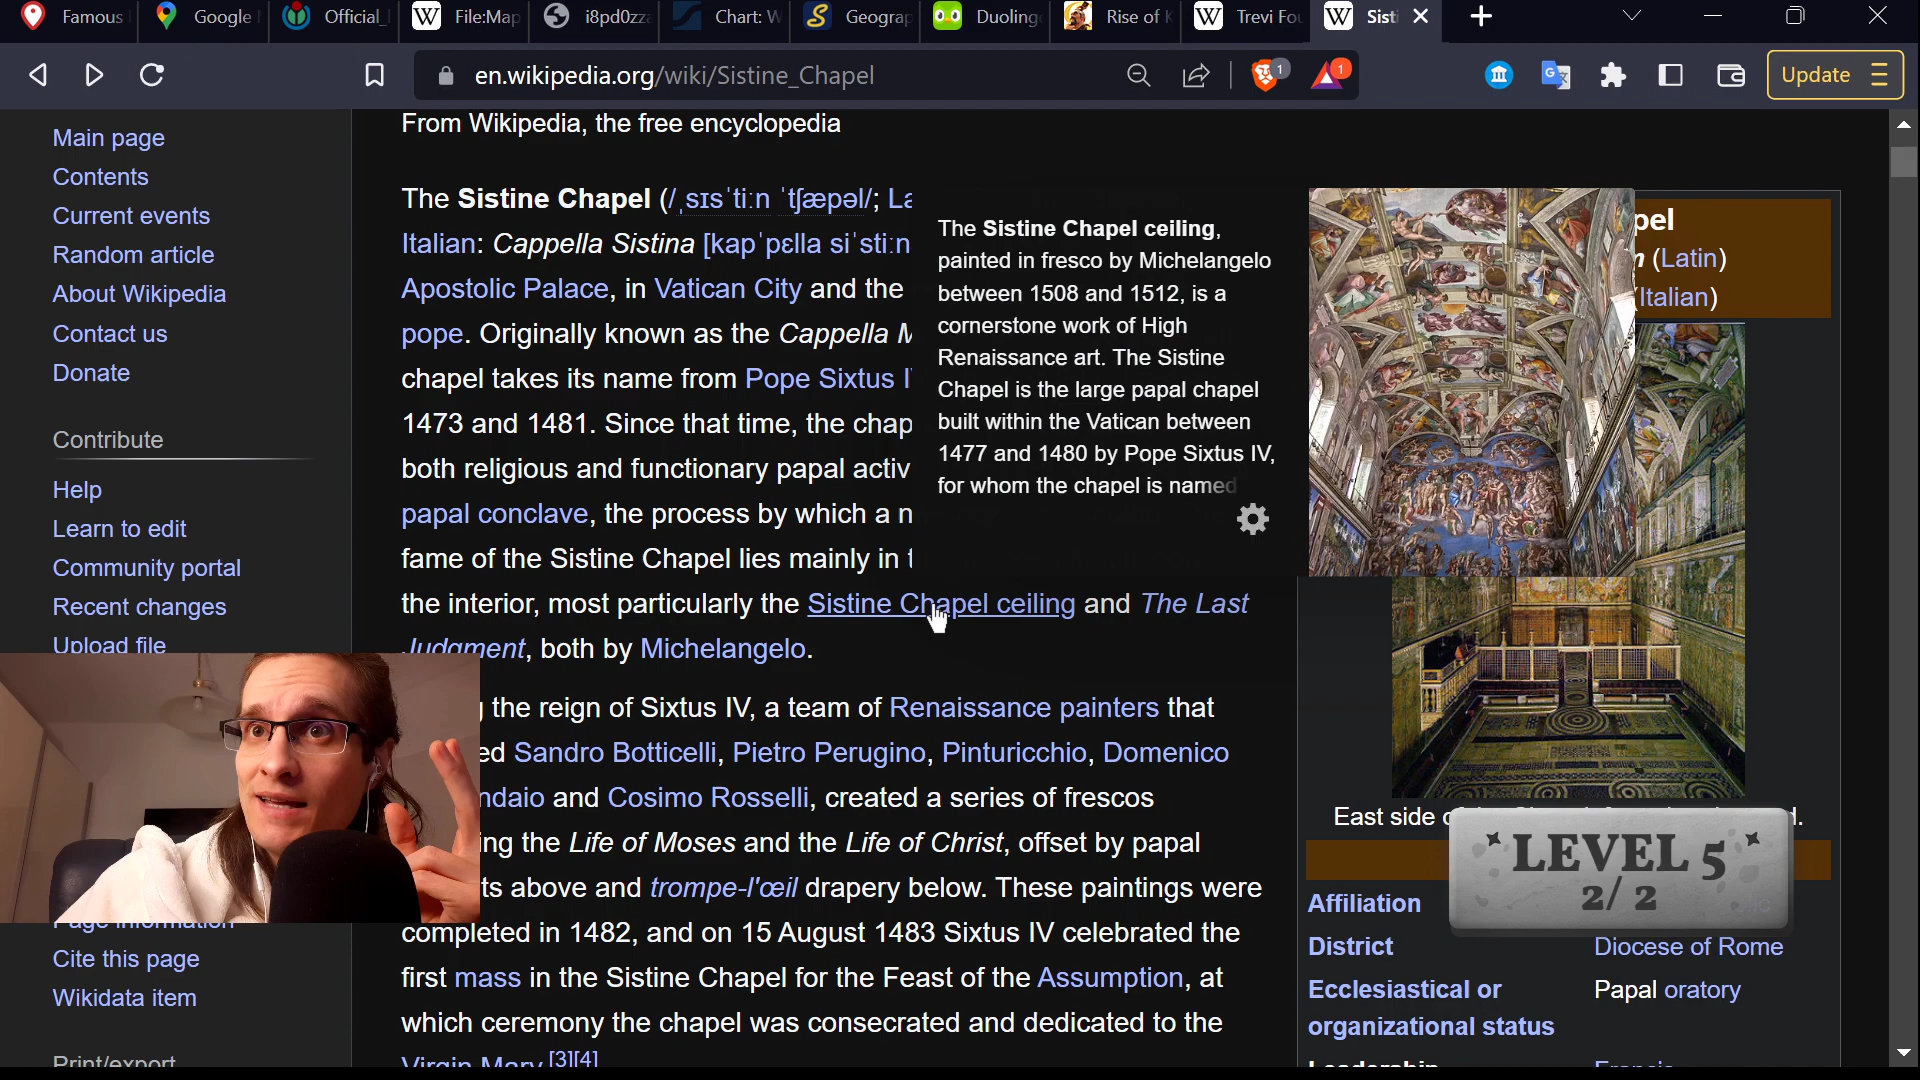 Famous
Google
Official_
File:Map
i8pd0zz
Chart: W
Geograp
Duoling
Rise of K
Trevi Fou
Sisti
en.wikipedia.org/wiki/Sistine_Chapel
1
1
Update
Main page
Contents
Current events
Random article
About Wikipedia
Contact us
Donate
Contribute
Help
Learn to edit
Community portal
Recent changes
Upload file
Page information
Cite this page
Wikidata item
Print/export
From Wikipedia, the free encyclopedia
The Sistine Chapel (/ˌsɪsˈtiːn ˈtʃæpəl/; La
Italian: Cappella Sistina [kapˈpɛlla siˈstiːn
Apostolic Palace, in Vatican City and the
pope. Originally known as the Cappella M
chapel takes its name from Pope Sixtus I
1473 and 1481. Since that time, the chap
both religious and functionary papal activ
papal conclave, the process by which a n
fame of the Sistine Chapel lies mainly in t
the interior, most particularly the Sistine Chapel ceiling and The Last
Judgment, both by Michelangelo.
g the reign of Sixtus IV, a team of Renaissance painters that
ed Sandro Botticelli, Pietro Perugino, Pinturicchio, Domenico
ndaio and Cosimo Rosselli, created a series of frescos
ing the Life of Moses and the Life of Christ, offset by papal
ts above and trompe-l'œil drapery below. These paintings were
completed in 1482, and on 15 August 1483 Sixtus IV celebrated the
first mass in the Sistine Chapel for the Feast of the Assumption, at
which ceremony the chapel was consecrated and dedicated to the
Virgin Mary.[3][4]
The Sistine Chapel ceiling,
painted in fresco by Michelangelo
between 1508 and 1512, is a
cornerstone work of High
Renaissance art. The Sistine
Chapel is the large papal chapel
built within the Vatican between
1477 and 1480 by Pope Sixtus IV,
for whom the chapel is named
pel
n (Latin)
(Italian)
East side
LEVEL 5
2/2
Affiliation
District Diocese of Rome
Ecclesiastical or Papal oratory
organizational status
Leadership Francis